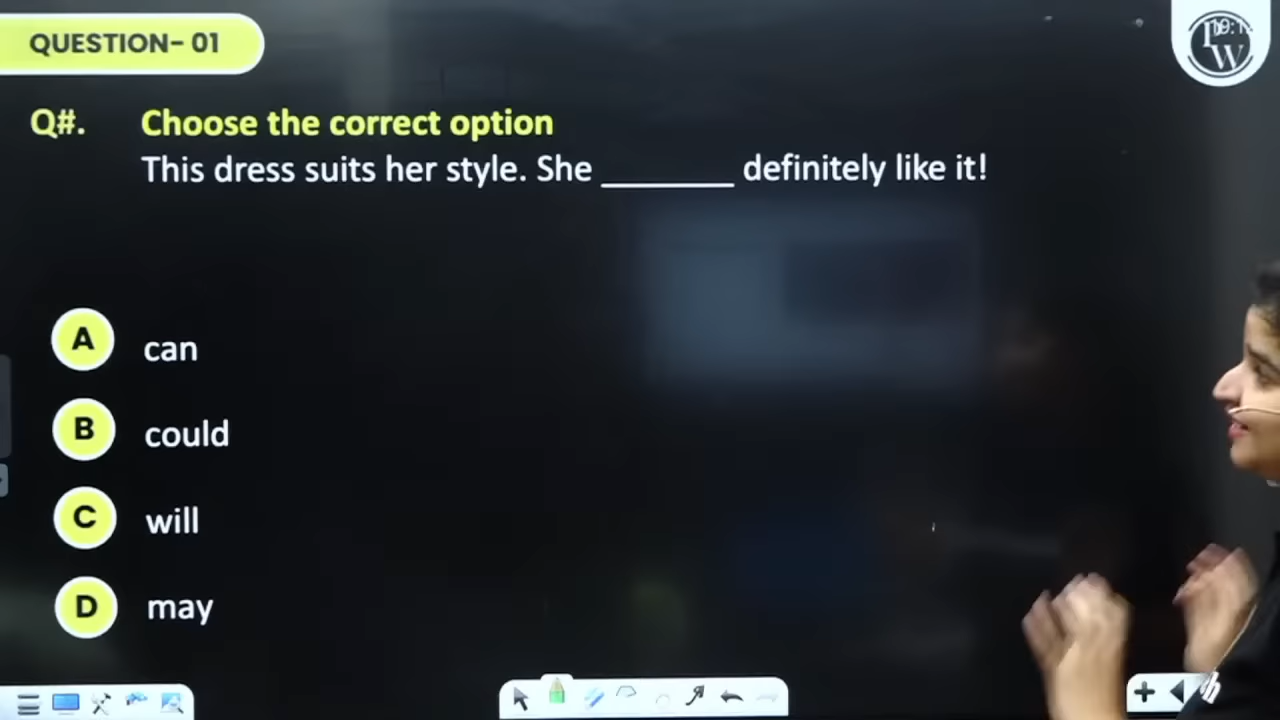 QUESTION- 01
Q#. Choose the correct option
This dress suits her style. She _______ definitely like it!
A can
B could
C will
D may